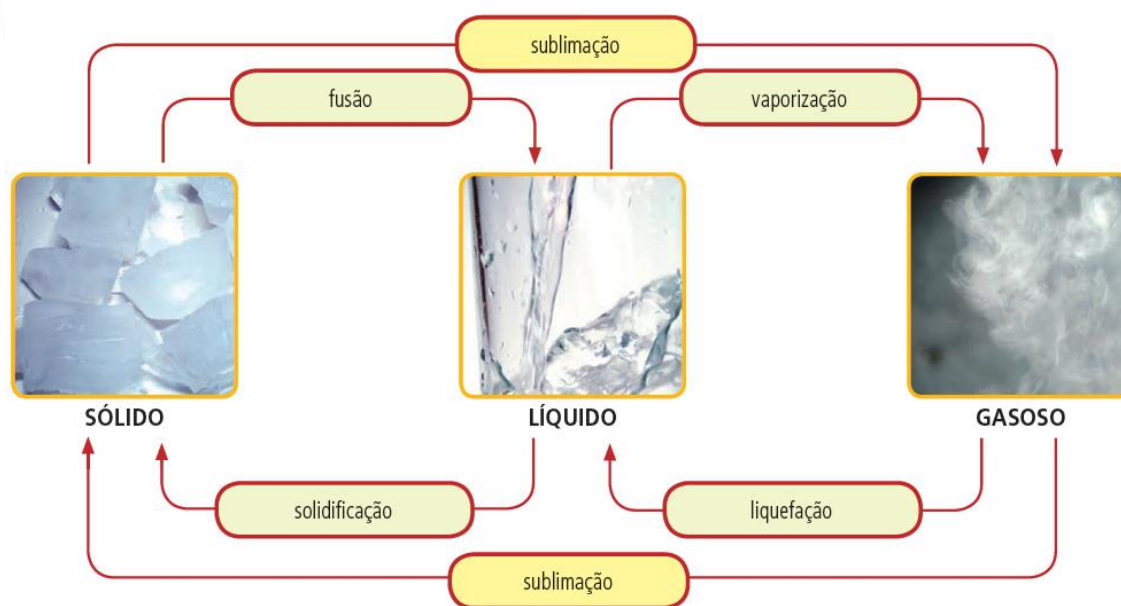 sublimação
fusão
vaporização
SÓLIDO
LÍQUIDO
GASOSO
solidificação
liquefação
sublimação